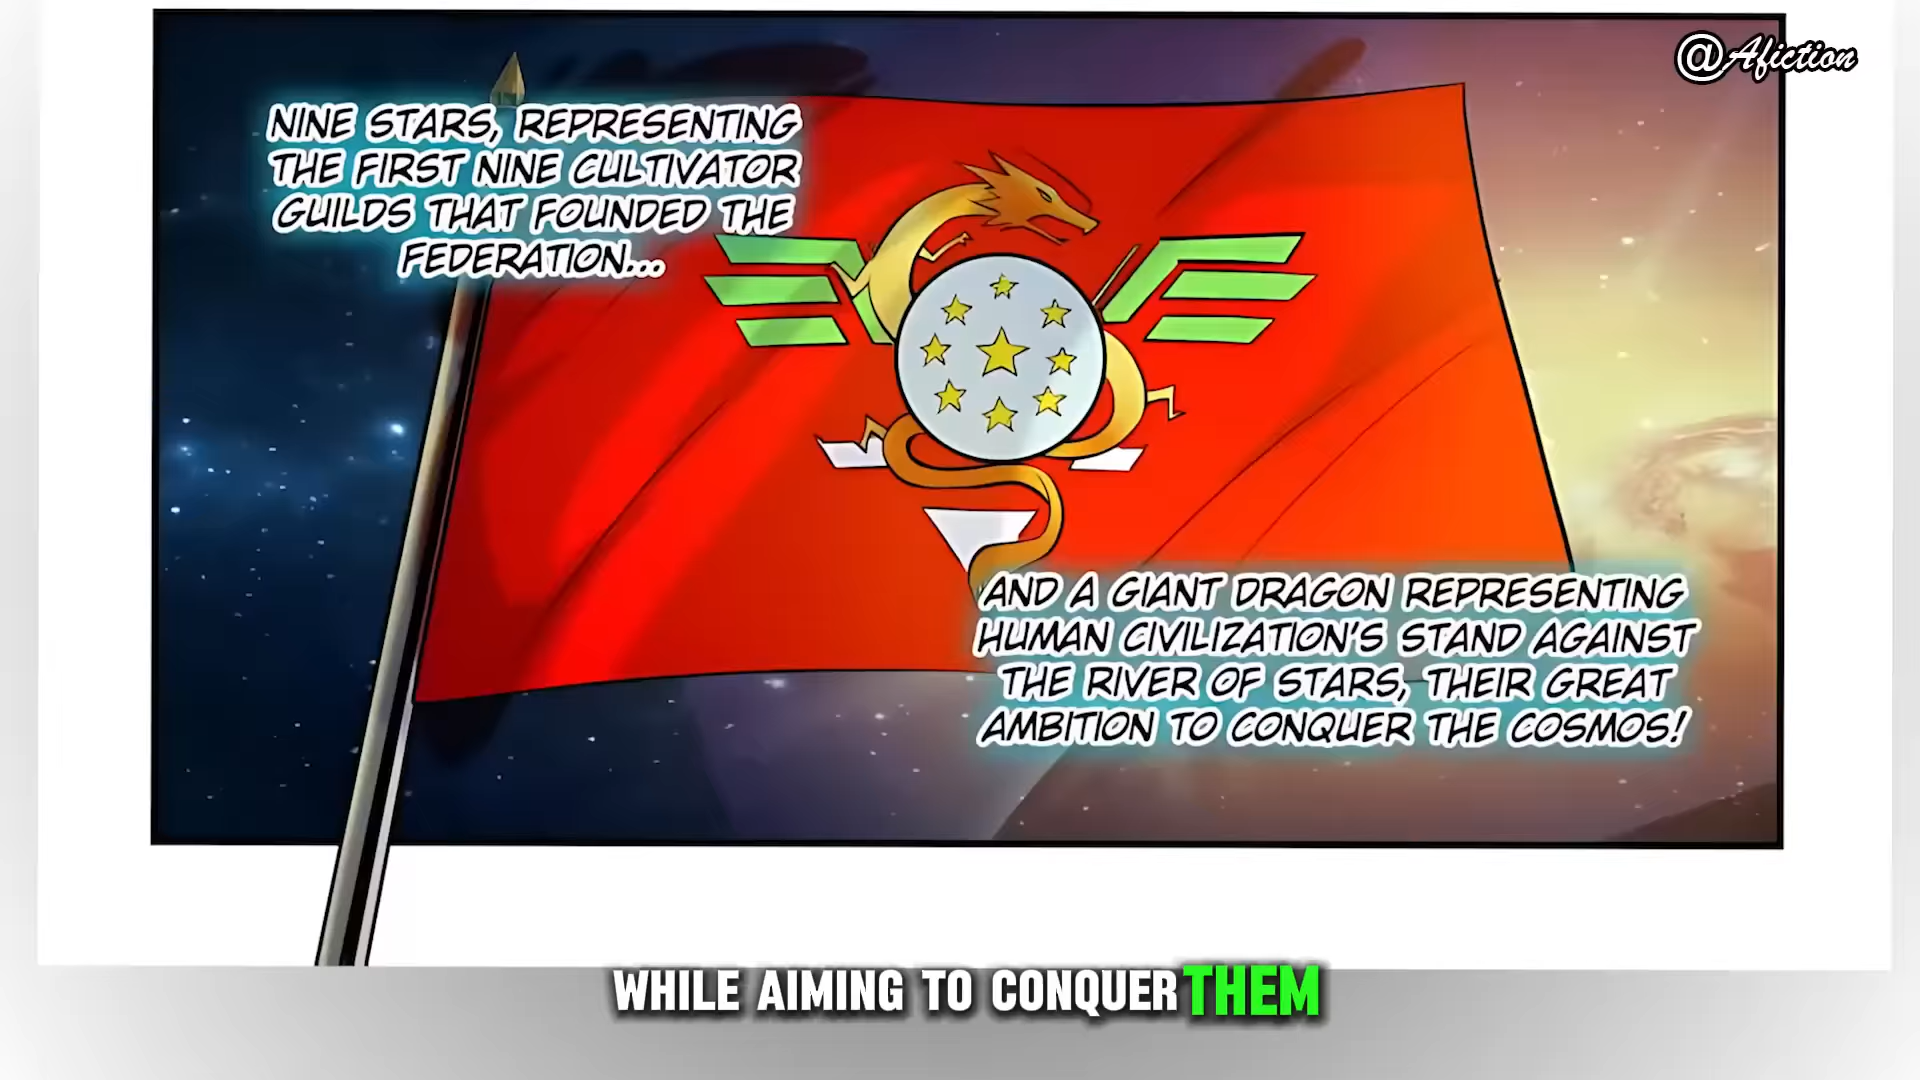 @Afiction
NINE STARS, REPRESENTING
THE FIRST NINE CULTIVATOR
GUILDS THAT FOUNDED THE
FEDERATION...
AND A GIANT DRAGON REPRESENTING
HUMAN CIVILIZATION'S STAND AGAINST
THE RIVER OF STARS, THEIR GREAT
AMBITION TO CONQUER THE COSMOS!
WHILE AIMING TO CONQUER THEM